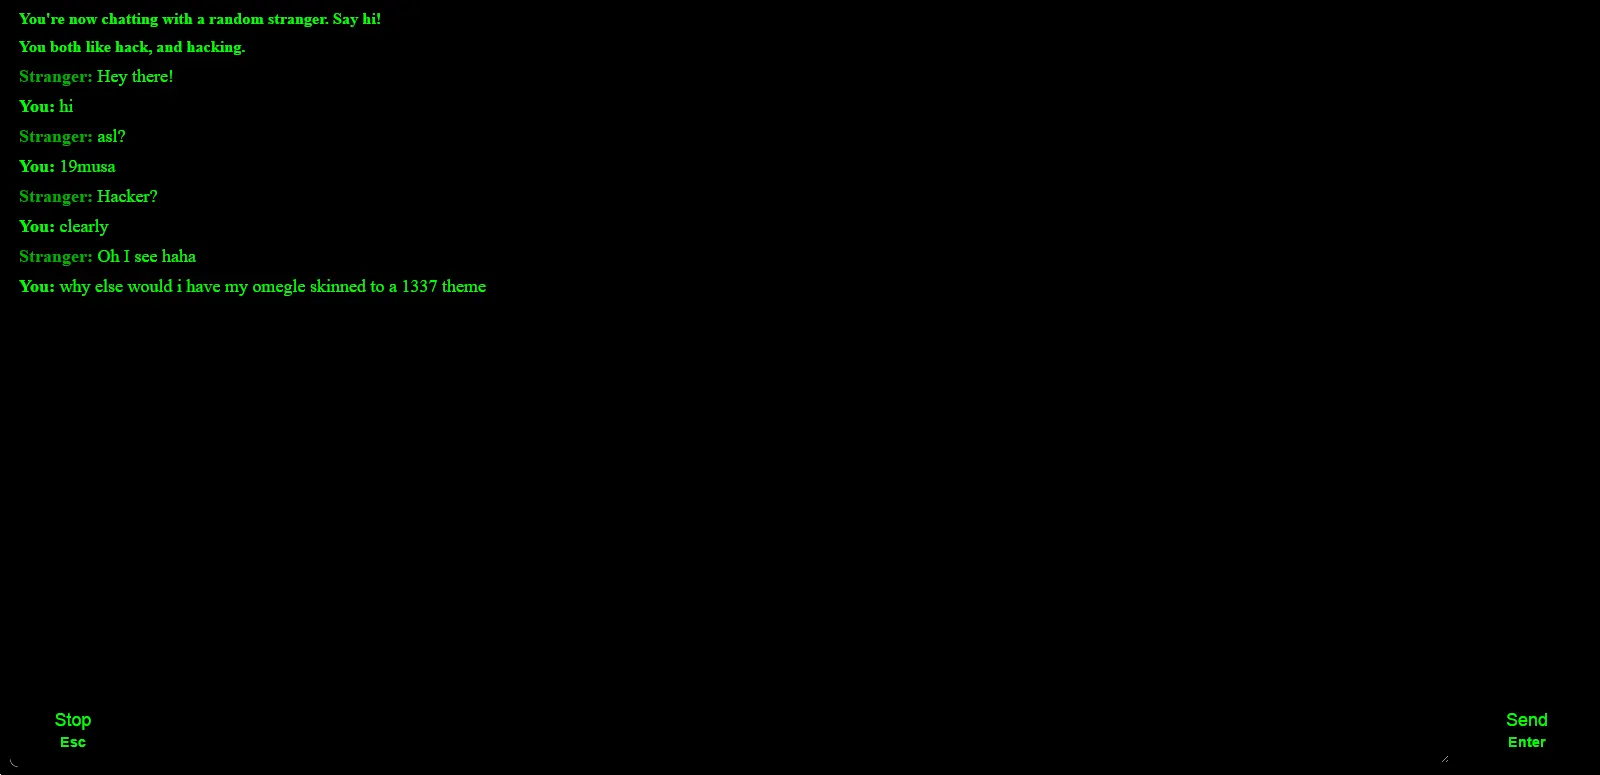 You're now chatting with a random stranger. Say hi!
You both like hack, and hacking.
Stranger: Hey there!
You: hi
Stranger: asl?
You: 19musa
Stranger: Hacker?
You: clearly
Stranger: Oh I see haha
You: why else would i have my omegle skinned to a 1337 theme
Stop
Esc
Send
Enter